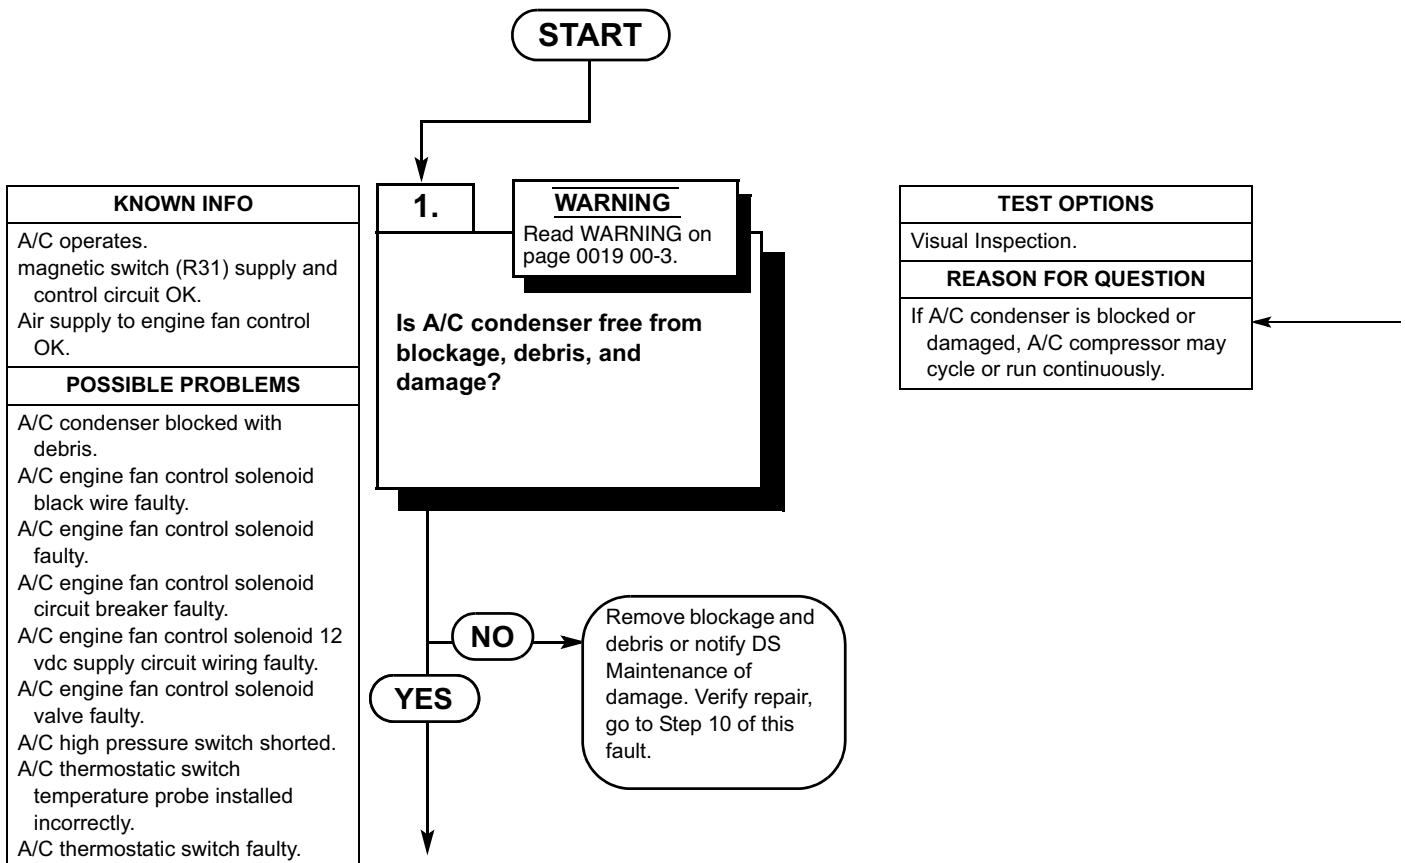 START
KNOWN INFO
A/C operates.
magnetic switch (R31) supply and
control circuit OK.
Air supply to engine fan control
OK.
POSSIBLE PROBLEMS
A/C condenser blocked with
debris.
A/C engine fan control solenoid
black wire faulty.
A/C engine fan control solenoid
faulty.
A/C engine fan control solenoid
circuit breaker faulty.
A/C engine fan control solenoid 12
vdc supply circuit wiring faulty.
A/C engine fan control solenoid
valve faulty.
A/C high pressure switch shorted.
A/C thermostatic switch
temperature probe installed
incorrectly.
A/C thermostatic switch faulty.
1.
WARNING
Read WARNING on
page 0019 00-3.
Is A/C condenser free from
blockage, debris, and
damage?
NO
YES
Remove blockage and
debris or notify DS
Maintenance of
damage. Verify repair,
go to Step 10 of this
fault.
TEST OPTIONS
Visual Inspection.
REASON FOR QUESTION
If A/C condenser is blocked or
damaged, A/C compressor may
cycle or run continuously.